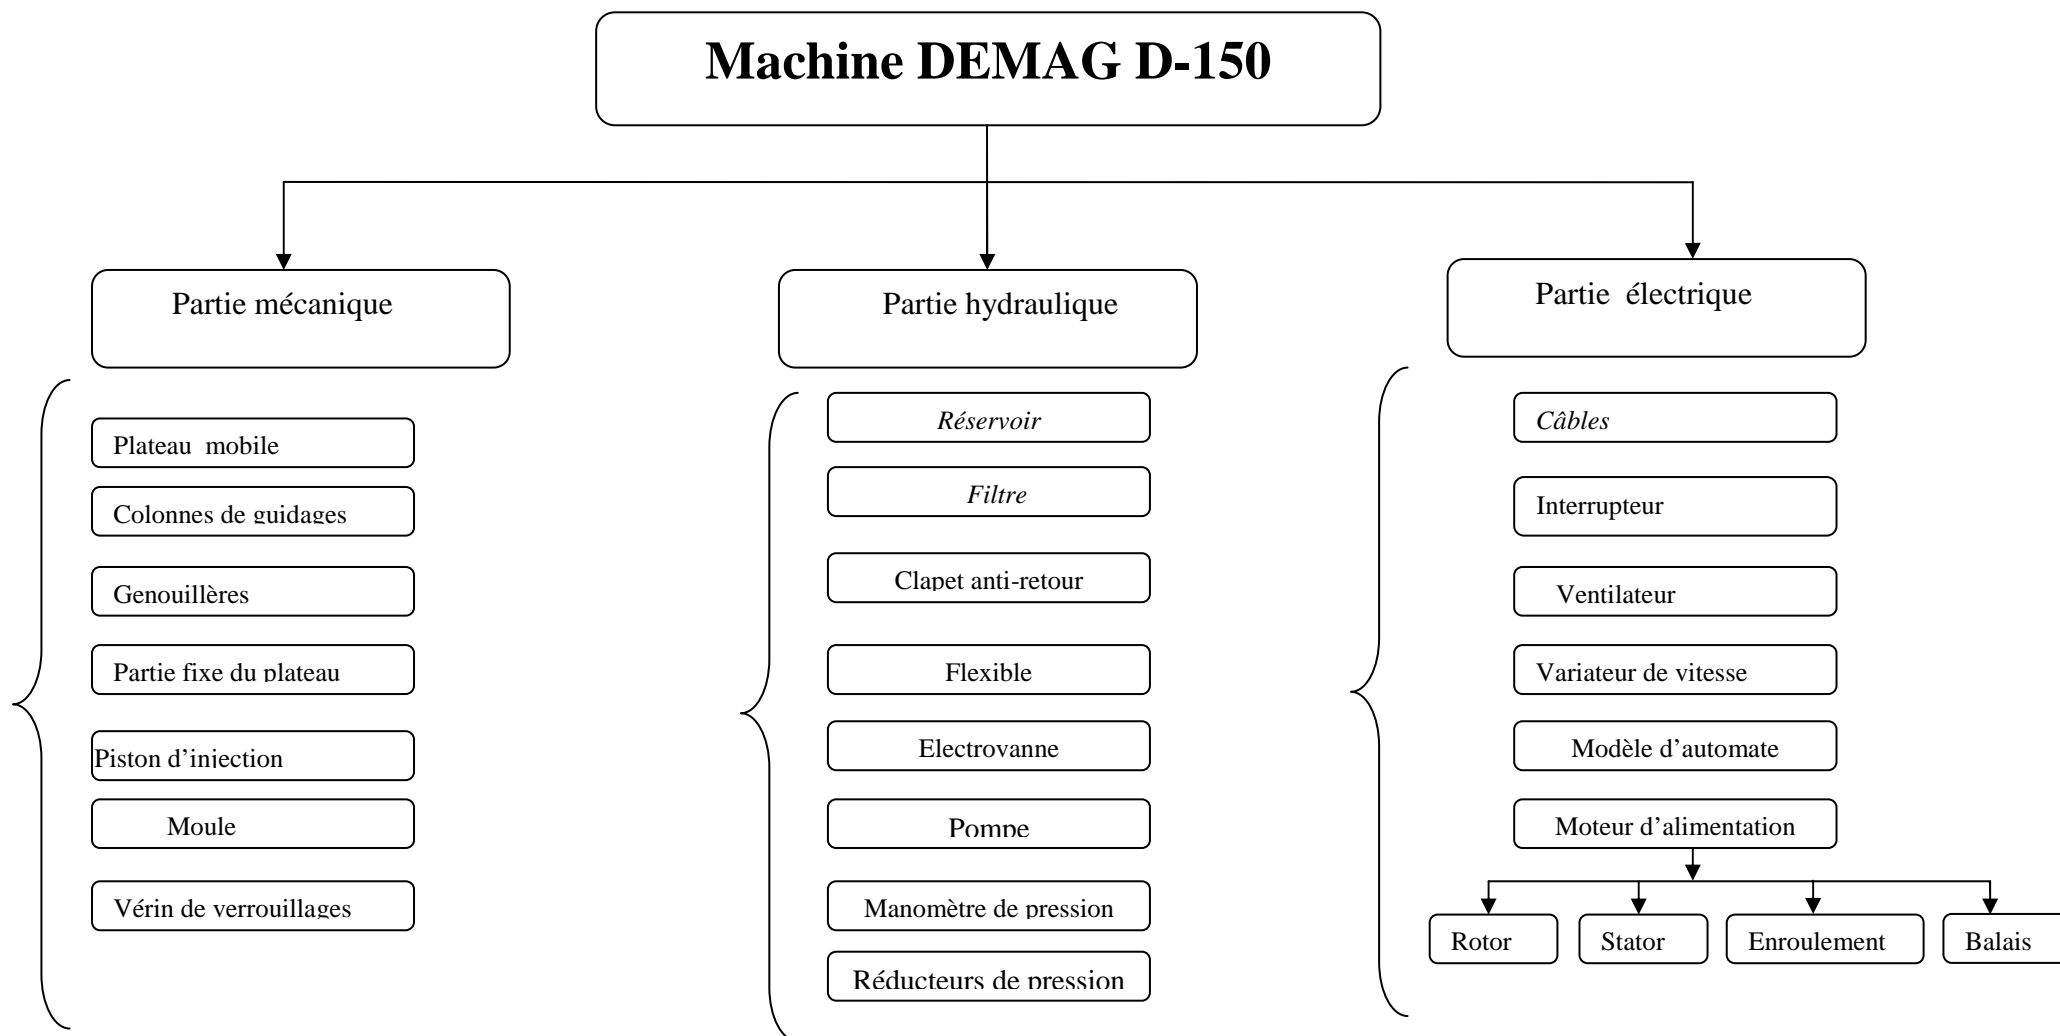 Machine DEMAG D-150
Partie mécanique
Plateau mobile
Colonnes de guidages
Genouillères
Partie fixe du plateau
Piston d’injection
Moule
Vérin de verrouillages
Partie hydraulique
Réservoir
Filtre
Clapet anti-retour
Flexible
Electrovanne
Pompe
Manomètre de pression
Réducteurs de pression
Partie électrique
Câbles
Interrupteur
Ventilateur
Variateur de vitesse
Modèle d’automate
Moteur d’alimentation
Rotor
Stator
Enroulement
Balais